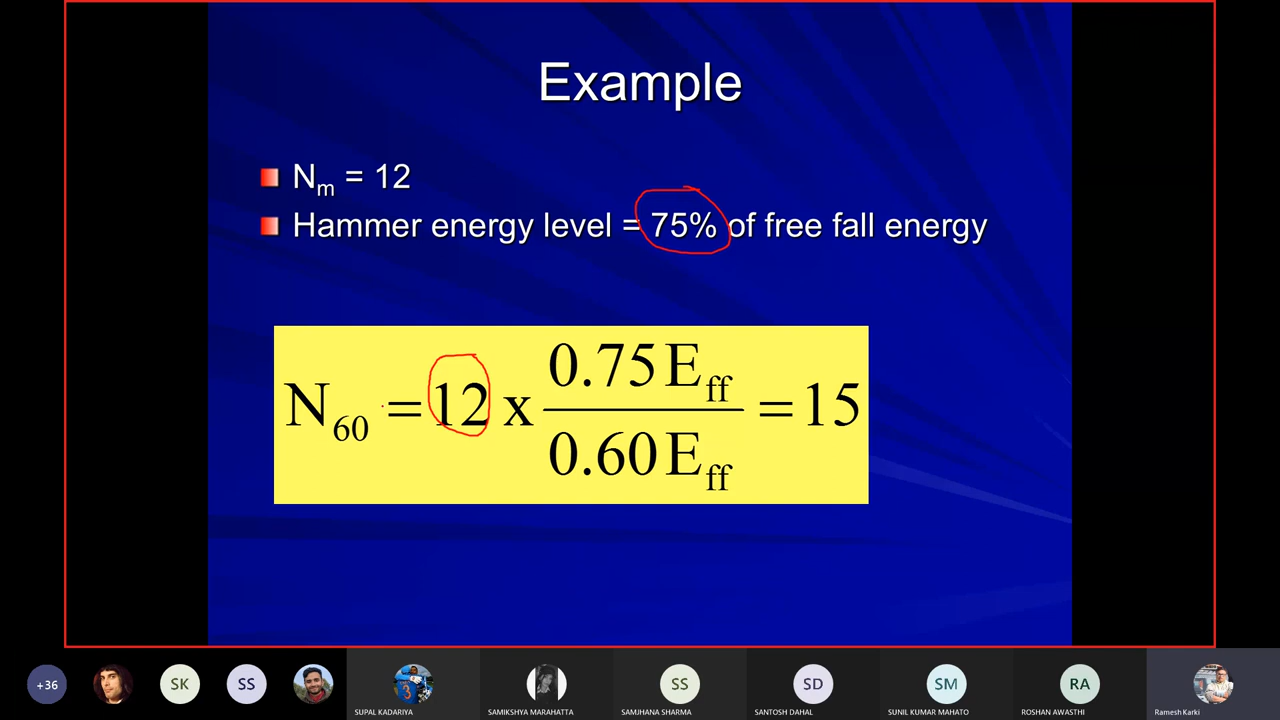 Example
Nm = 12
Hammer energy level = 75% of free fall energy
N60 = 12 x 0.75 Eff / 0.60 Eff = 15
+36 SK SS SS SD SM RA
SUPAL KADARIYA SAMIKSHYA MARAHATTA SAMJHANA SHARMA SANTOSH DAHAL SUNIL KUMAR MAHATO ROSHAN AWASTHI Ramesh Karki